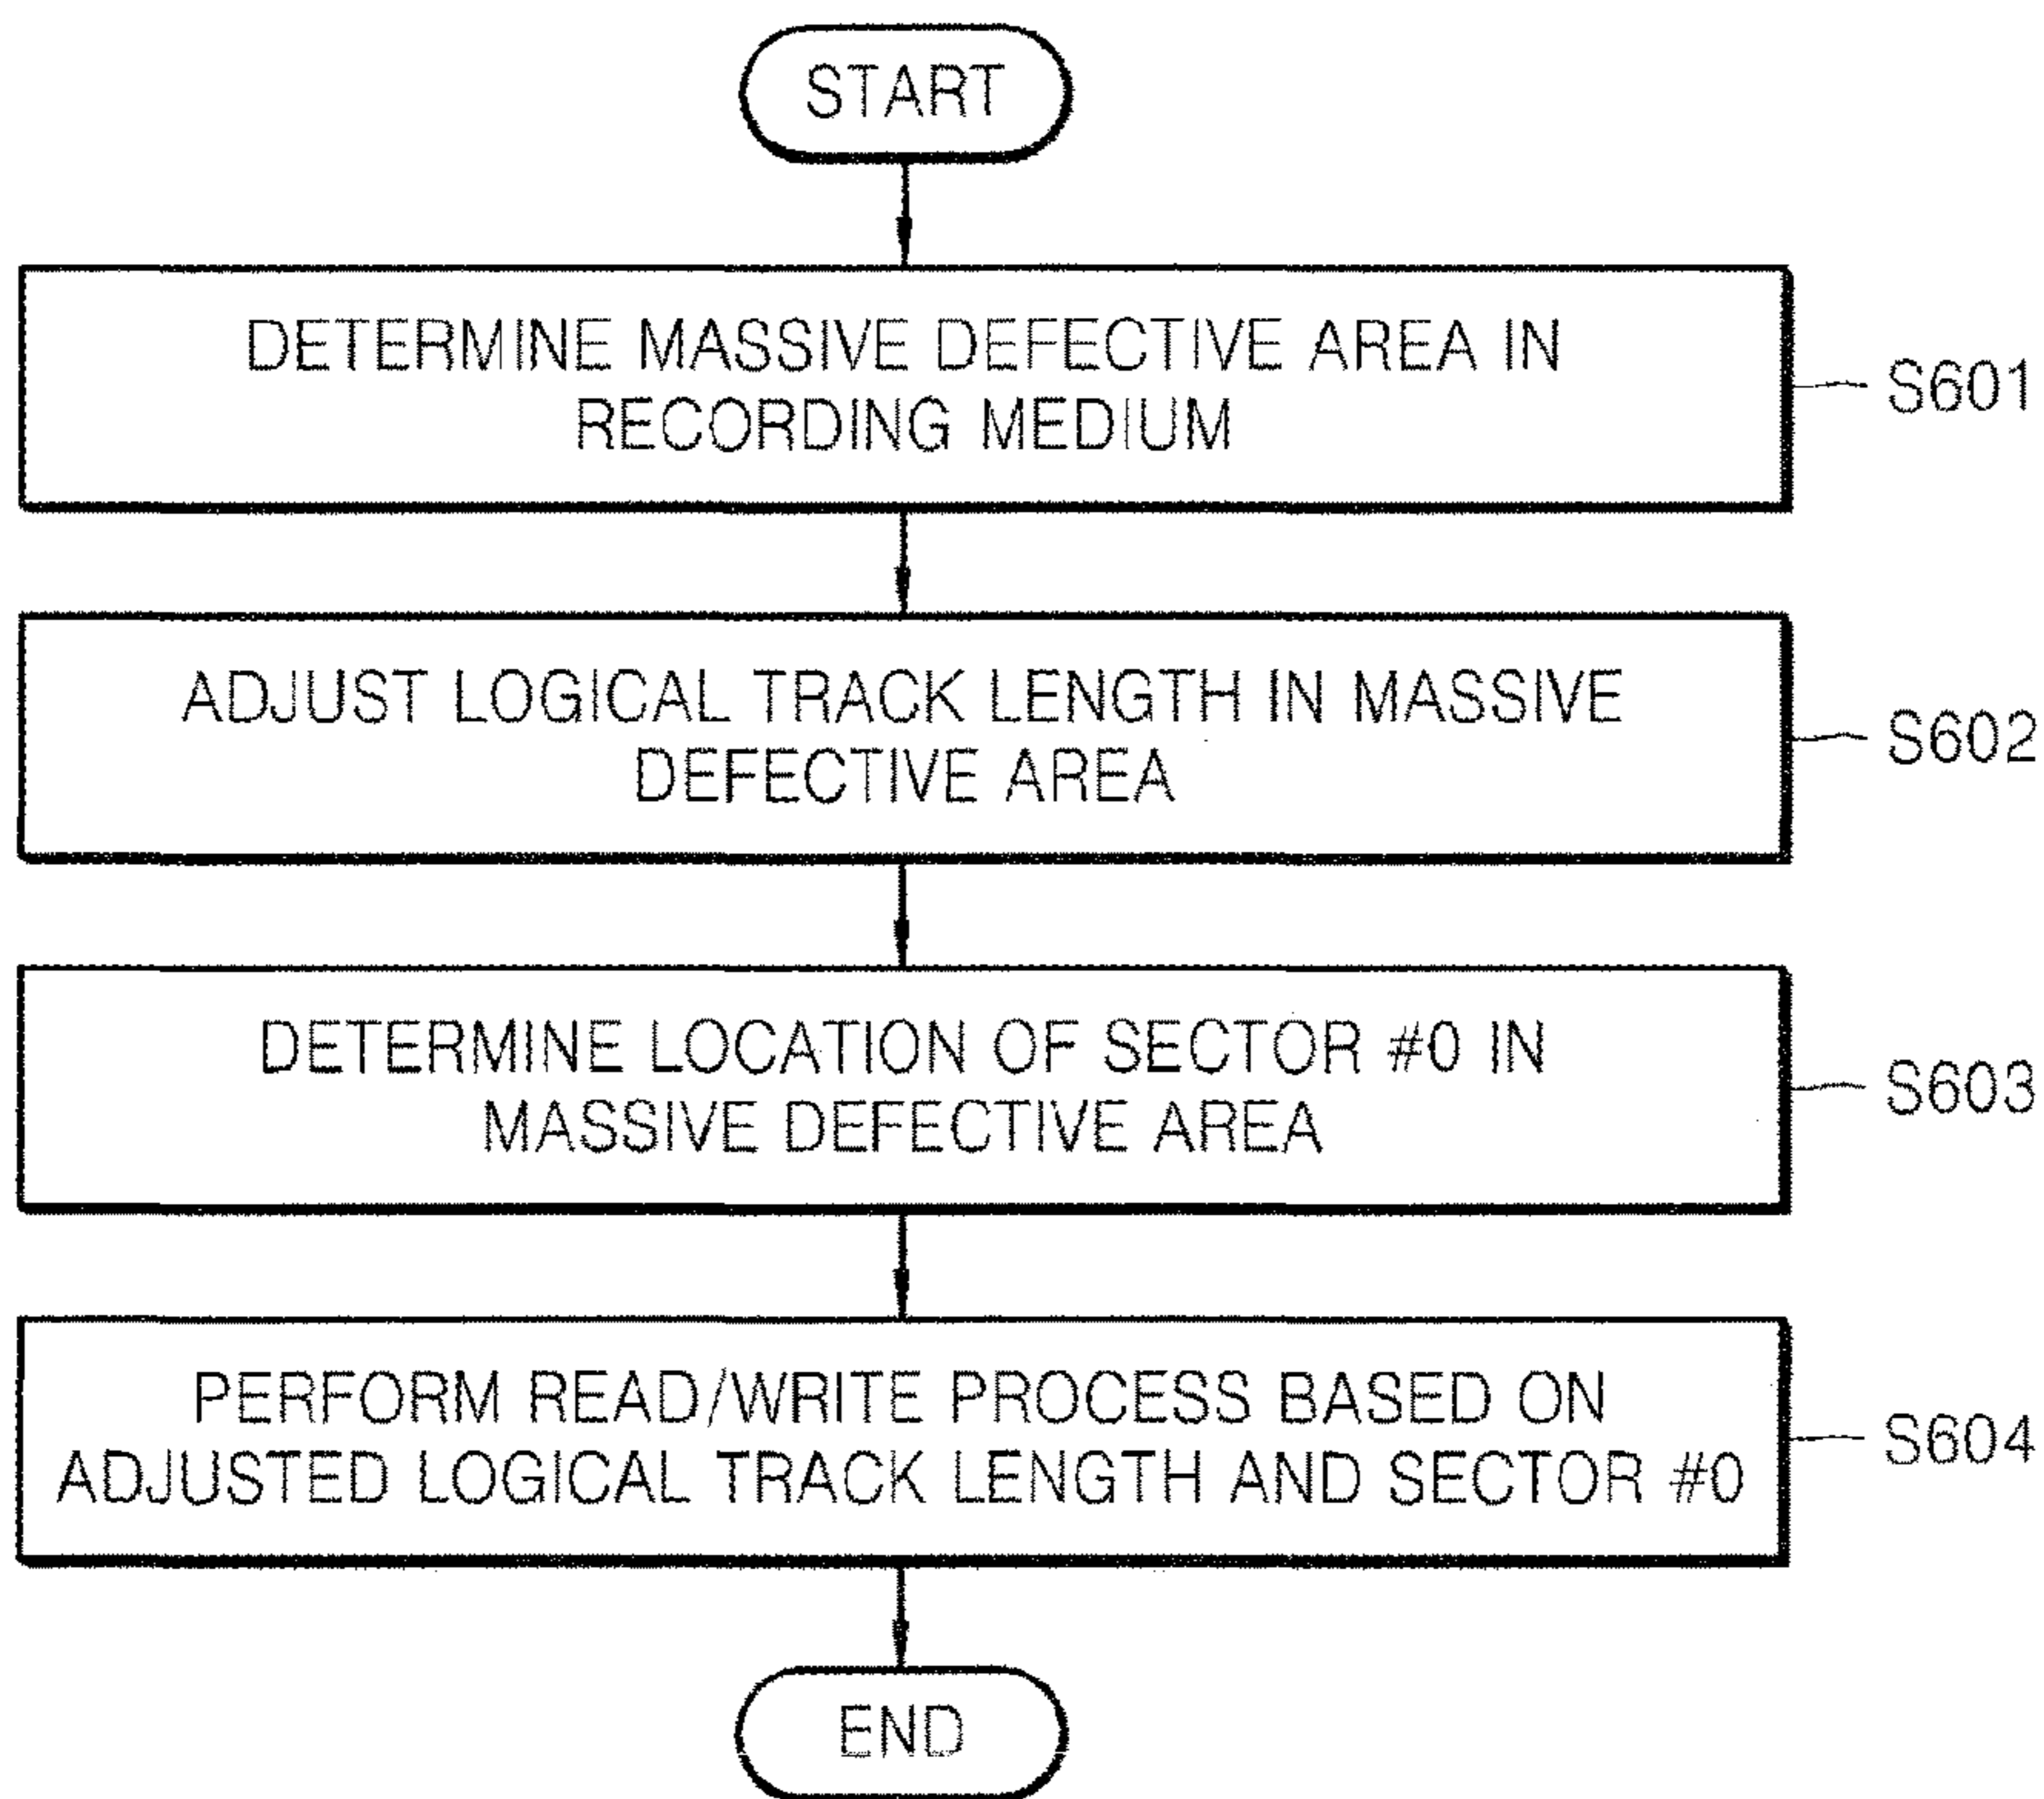 START
DETERMINE MASSIVE DEFECTIVE AREA IN
RECORDING MEDIUM
S601
ADJUST LOGICAL TRACK LENGTH IN MASSIVE
DEFECTIVE AREA
S602
DETERMINE LOCATION OF SECTOR #0 IN
MASSIVE DEFECTIVE AREA
S603
PERFORM READ/WRITE PROCESS BASED ON
ADJUSTED LOGICAL TRACK LENGTH AND SECTOR #0
S604
END